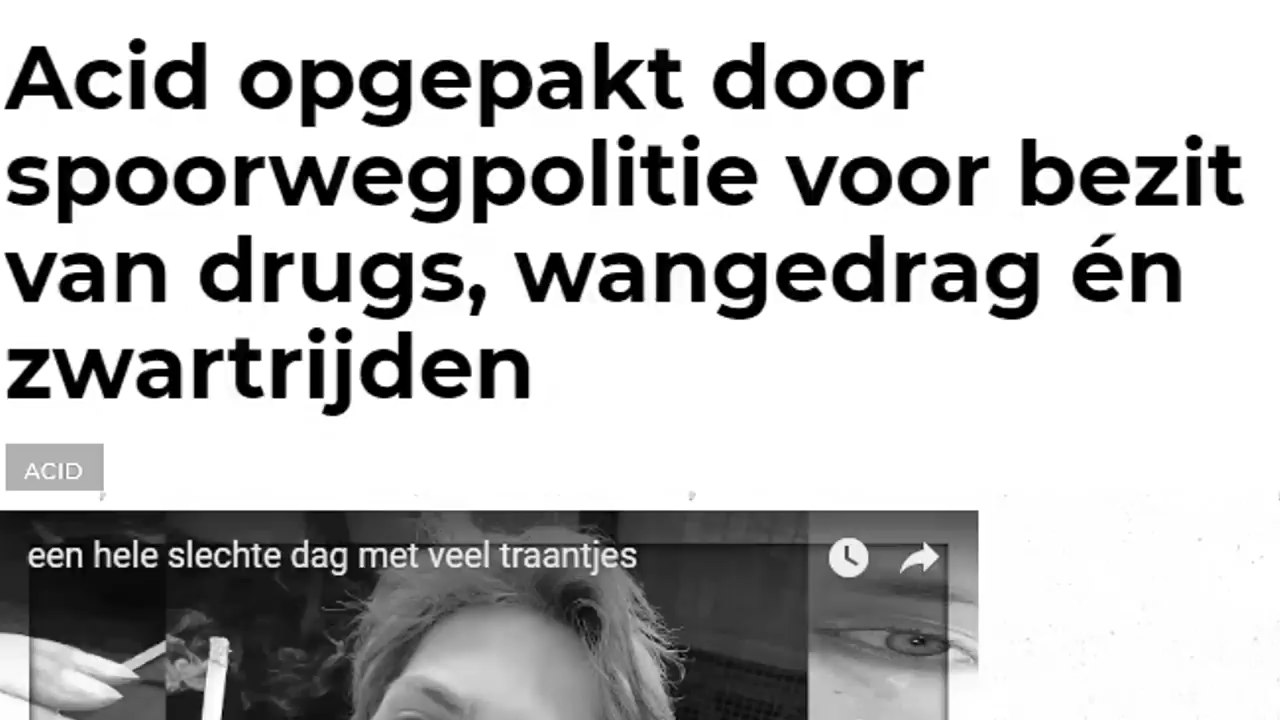 Acid opgepakt door
spoorwegpolitie voor bezit
van drugs, wangedrag én
zwartrijden
ACID
een hele slechte dag met veel traantjes